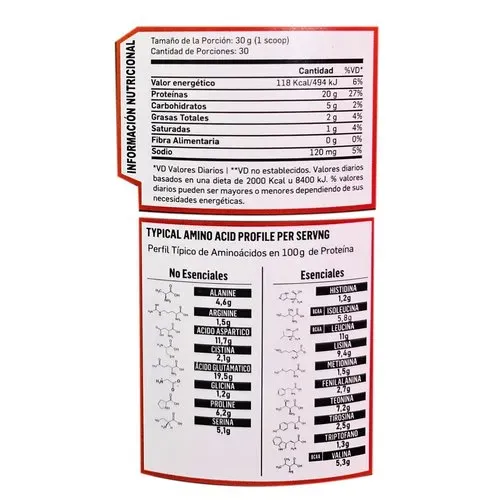 INFORMACIÓN NUTRICIONAL
Tamaño de la Porción: 30 g (1 scoop)
Cantidad de Porciones: 30
Cantidad %VD*
Valor energético 118 Kcal/494 kJ 6%
Proteínas 20 g 27%
Carbohidratos 5 g 2%
Grasas Totales 2 g 4%
Saturadas 1 g 4%
Fibra Alimentaria 0 g 0%
Sodio 120 mg 5%
*VD Valores Diarios | **VD no establecidos. Valores diarios
basados en una dieta de 2000 Kcal u 8400 kJ. % valores
diarios pueden ser mayores o menores dependiendo de sus
necesidades energéticas.
TYPICAL AMINO ACID PROFILE PER SERVNG
Perfil Típico de Aminoácidos en 100g de Proteína
No Esenciales
ALANINE
4,6g
ARGININE
1,5g
ACIDO ASPARTICO
11,7g
CISTINA
2,1g
ÁCIDO GLUTAMATICO
19,5g
GLICINA
1,2g
PROLINE
6,2g
SERINA
5,1g
Esenciales
HISTIDINA
1,2g
BCAA ISOLEUCINA
5,8g
BCAA LEUCINA
11g
LISINA
9,4g
METIONINA
1,5g
FENILALANINA
2,7g
TEONINA
7,2g
TIROSINA
2,5g
TRIPTOFANO
1,3g
BCAA VALINA
5,3g